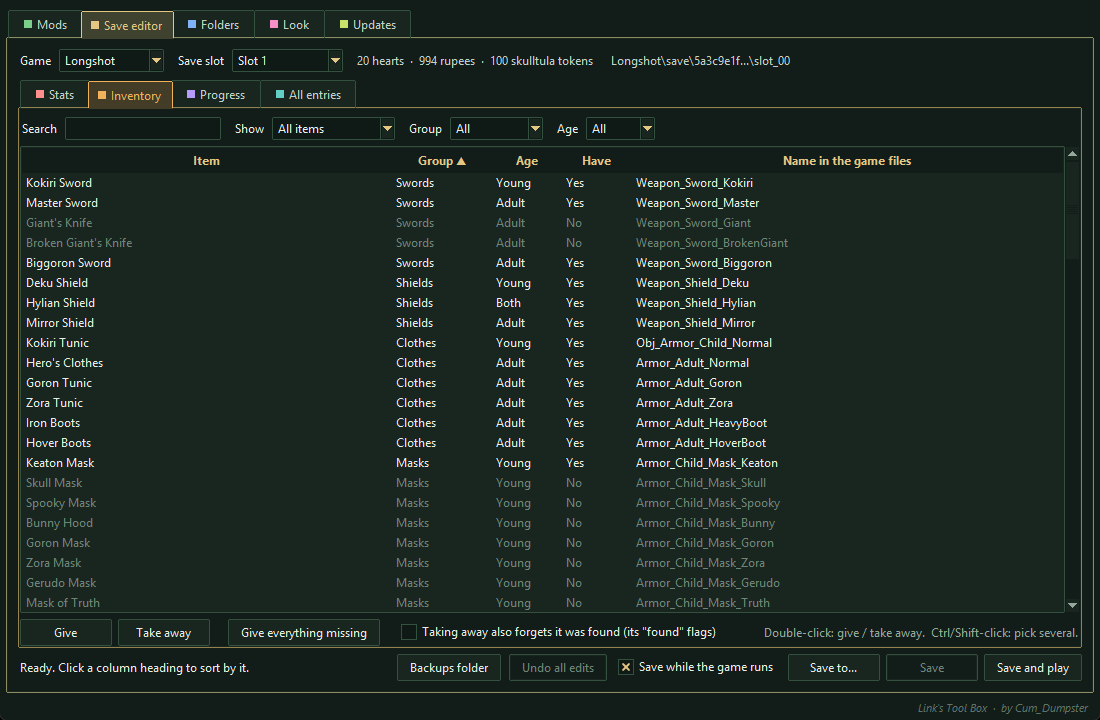 Mods Save editor Folders Look Updates
Game Longshot Save slot Slot 1 20 hearts · 994 rupees · 100 skulltula tokens Longshot\save\5a3c9e1f...\slot_00
Stats Inventory Progress All entries
Search Show All items Group All Age All
Item Group ▲ Age Have Name in the game files
Kokiri Sword Swords Young Yes Weapon_Sword_Kokiri
Master Sword Swords Adult Yes Weapon_Sword_Master
Giant's Knife Swords Adult No Weapon_Sword_Giant
Broken Giant's Knife Swords Adult No Weapon_Sword_BrokenGiant
Biggoron Sword Swords Adult Yes Weapon_Sword_Biggoron
Deku Shield Shields Young Yes Weapon_Shield_Deku
Hylian Shield Shields Both Yes Weapon_Shield_Hylian
Mirror Shield Shields Adult Yes Weapon_Shield_Mirror
Kokiri Tunic Clothes Young Yes Obj_Armor_Child_Normal
Hero's Clothes Clothes Adult Yes Armor_Adult_Normal
Goron Tunic Clothes Adult Yes Armor_Adult_Goron
Zora Tunic Clothes Adult Yes Armor_Adult_Zora
Iron Boots Clothes Adult Yes Armor_Adult_HeavyBoot
Hover Boots Clothes Adult Yes Armor_Adult_HoverBoot
Keaton Mask Masks Young Yes Armor_Child_Mask_Keaton
Skull Mask Masks Young No Armor_Child_Mask_Skull
Spooky Mask Masks Young No Armor_Child_Mask_Spooky
Bunny Hood Masks Young No Armor_Child_Mask_Bunny
Goron Mask Masks Young No Armor_Child_Mask_Goron
Zora Mask Masks Young No Armor_Child_Mask_Zora
Gerudo Mask Masks Young No Armor_Child_Mask_Gerudo
Mask of Truth Masks Young No Armor_Child_Mask_Truth
Give Take away Give everything missing Taking away also forgets it was found (its "found" flags) Double-click: give / take away. Ctrl/Shift-click: pick several.
Ready. Click a column heading to sort by it. Backups folder Undo all edits Save while the game runs Save to... Save Save and play
Link's Tool Box · by Cum_Dumpster